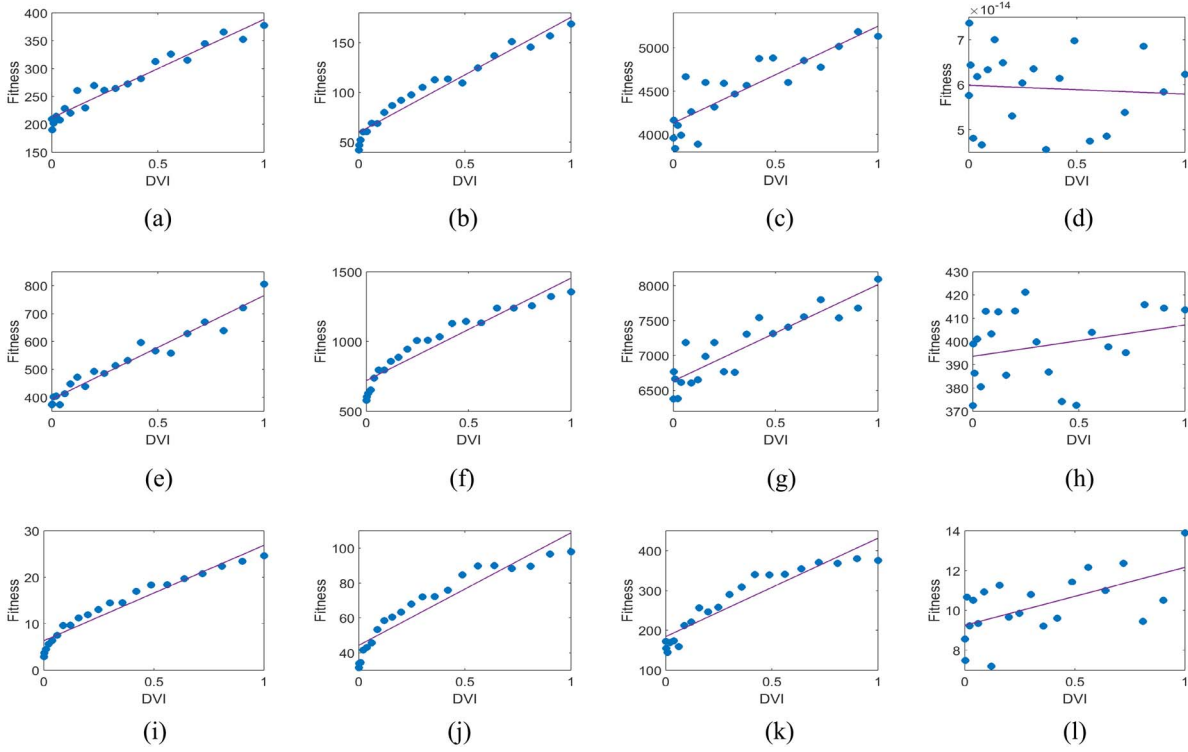 400
350
300
250
200
150
Fitness
0
0.5
1
DVI
(a)
150
100
50
Fitness
0
0.5
1
DVI
(b)
5000
4500
4000
Fitness
0
0.5
1
DVI
(c)
×10⁻¹⁴
7
6
5
Fitness
0
0.5
1
DVI
(d)
800
700
600
500
400
Fitness
0
0.5
1
DVI
(e)
1500
1000
500
Fitness
0
0.5
1
DVI
(f)
8000
7500
7000
6500
Fitness
0
0.5
1
DVI
(g)
430
420
410
400
390
380
370
Fitness
0
0.5
1
DVI
(h)
30
20
10
0
Fitness
0
0.5
1
DVI
(i)
100
80
60
40
Fitness
0
0.5
1
DVI
(j)
400
300
200
100
Fitness
0
0.5
1
DVI
(k)
14
12
10
8
Fitness
0
0.5
1
DVI
(l)